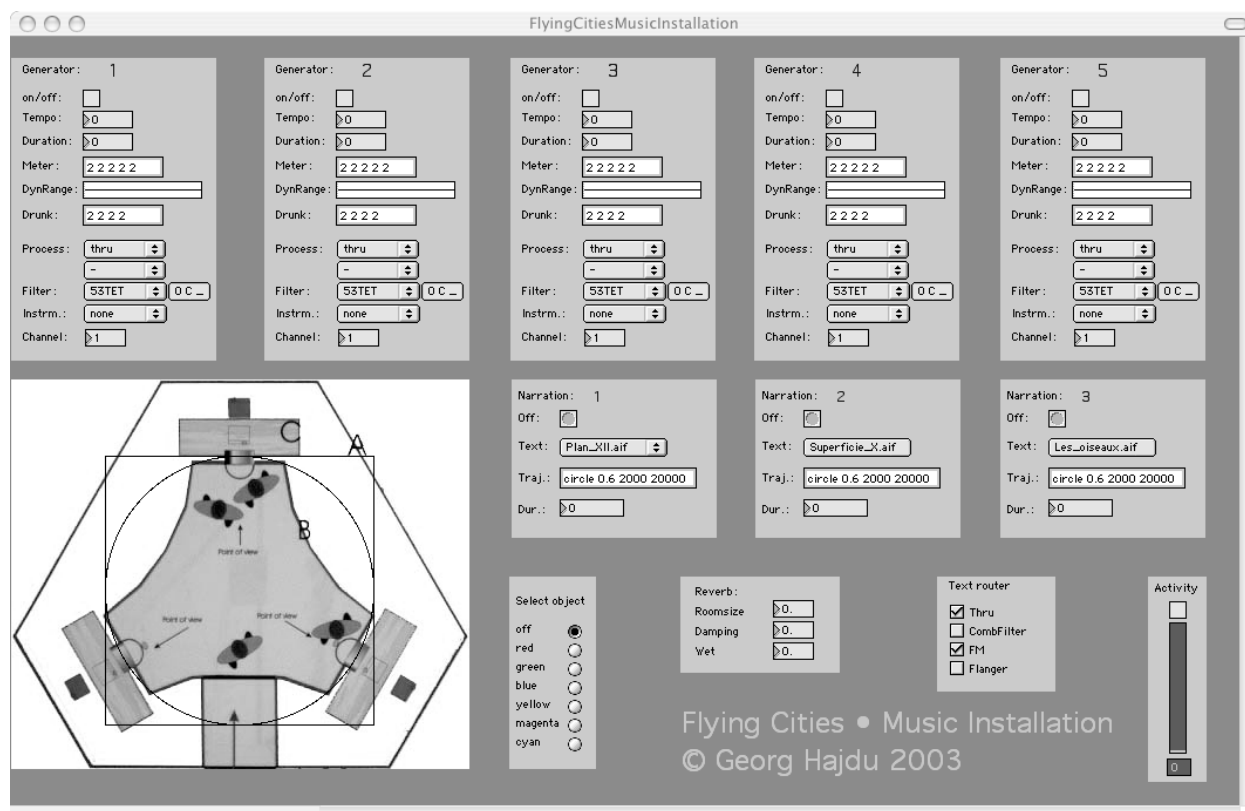 FlyingCitiesMusicInstallation
Generator: 1
on/off:
Tempo: 0
Duration: 0
Meter: 2 2 2 2 2
DynRange:
Drunk: 2 2 2 2
Process: thru
-
Filter: 53TET 0 C _
Instrm.: none
Channel: 1
Generator: 2
on/off:
Tempo: 0
Duration: 0
Meter: 2 2 2 2 2
DynRange:
Drunk: 2 2 2 2
Process: thru
-
Filter: 53TET 0 C _
Instrm.: none
Channel: 1
Generator: 3
on/off:
Tempo: 0
Duration: 0
Meter: 2 2 2 2 2
DynRange:
Drunk: 2 2 2 2
Process: thru
-
Filter: 53TET 0 C _
Instrm.: none
Channel: 1
Generator: 4
on/off:
Tempo: 0
Duration: 0
Meter: 2 2 2 2 2
DynRange:
Drunk: 2 2 2 2
Process: thru
-
Filter: 53TET 0 C _
Instrm.: none
Channel: 1
Generator: 5
on/off:
Tempo: 0
Duration: 0
Meter: 2 2 2 2 2
DynRange:
Drunk: 2 2 2 2
Process: thru
-
Filter: 53TET 0 C _
Instrm.: none
Channel: 1
C
A
B
Point of view
Point of view
Point of view
Narration: 1
Off:
Text: Plan_XII.aif
Traj.: circle 0.6 2000 20000
Dur.: 0
Narration: 2
Off:
Text: Superficie_X.aif
Traj.: circle 0.6 2000 20000
Dur.: 0
Narration: 3
Off:
Text: Les_oiseaux.aif
Traj.: circle 0.6 2000 20000
Dur.: 0
Select object
off
red
green
blue
yellow
magenta
cyan
Reverb:
Roomsize 0.
Damping 0.
Wet 0.
Text router
Thru
CombFilter
FM
Flanger
Activity
0
Flying Cities • Music Installation
© Georg Hajdu 2003